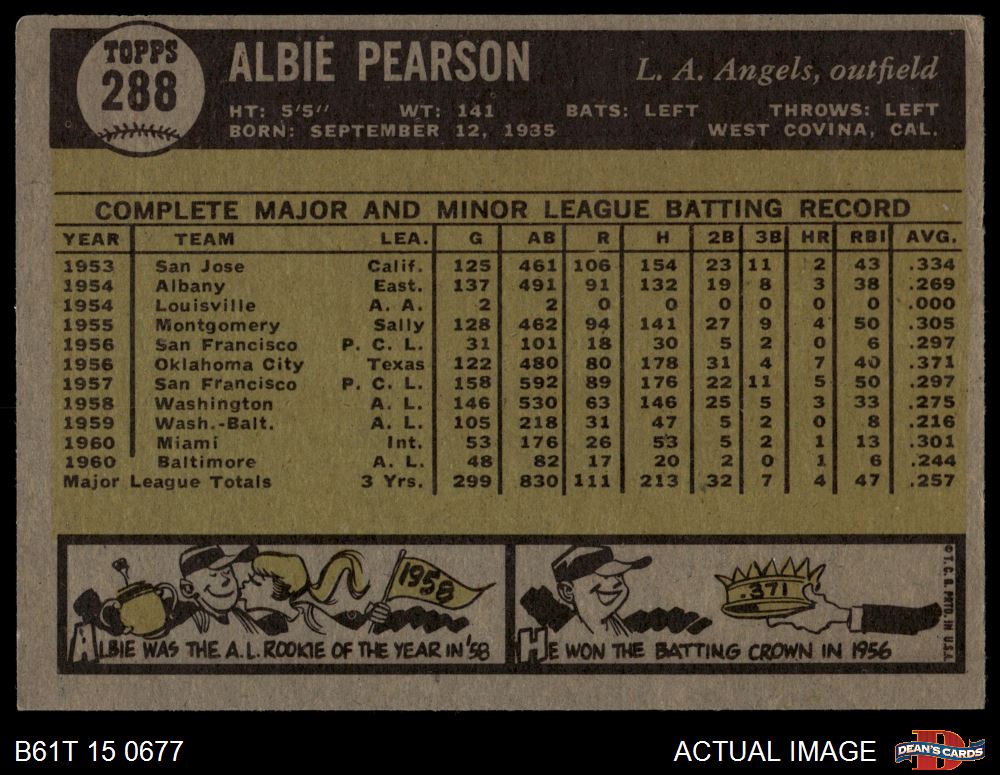 TOPPS
288
ALBIE PEARSON
L. A. Angels, outfield
HT: 5'5" WT: 141 BATS: LEFT THROWS: LEFT
BORN: SEPTEMBER 12, 1935 WEST COVINA, CAL.
COMPLETE MAJOR AND MINOR LEAGUE BATTING RECORD
YEAR TEAM LEA. G AB R H 2B 3B HR RBI AVG.
1953 San Jose Calif. 125 461 106 154 23 11 2 43 .334
1954 Albany East. 137 491 91 132 19 8 3 38 .269
1954 Louisville A. A. 2 2 0 0 0 0 0 0 .000
1955 Montgomery Sally 128 462 94 141 27 9 4 50 .305
1956 San Francisco P. C. L. 31 101 18 30 5 2 0 6 .297
1956 Oklahoma City Texas 122 480 80 178 31 4 7 40 .371
1957 San Francisco P. C. L. 158 592 89 176 22 11 5 50 .297
1958 Washington A. L. 146 530 63 146 25 5 3 33 .275
1959 Wash.-Balt. A. L. 105 218 31 47 5 2 0 8 .216
1960 Miami Int. 53 176 26 53 5 2 1 13 .301
1960 Baltimore A. L. 48 82 17 20 2 0 1 6 .244
Major League Totals 3 Yrs. 299 830 111 213 32 7 4 47 .257
1958
ALBIE WAS THE A.L. ROOKIE OF THE YEAR IN '58
.371
HE WON THE BATTING CROWN IN 1956
© T. C. G. PRTD. IN U.S.A.
B61T 15 0677
ACTUAL IMAGE
DEAN'S CARDS